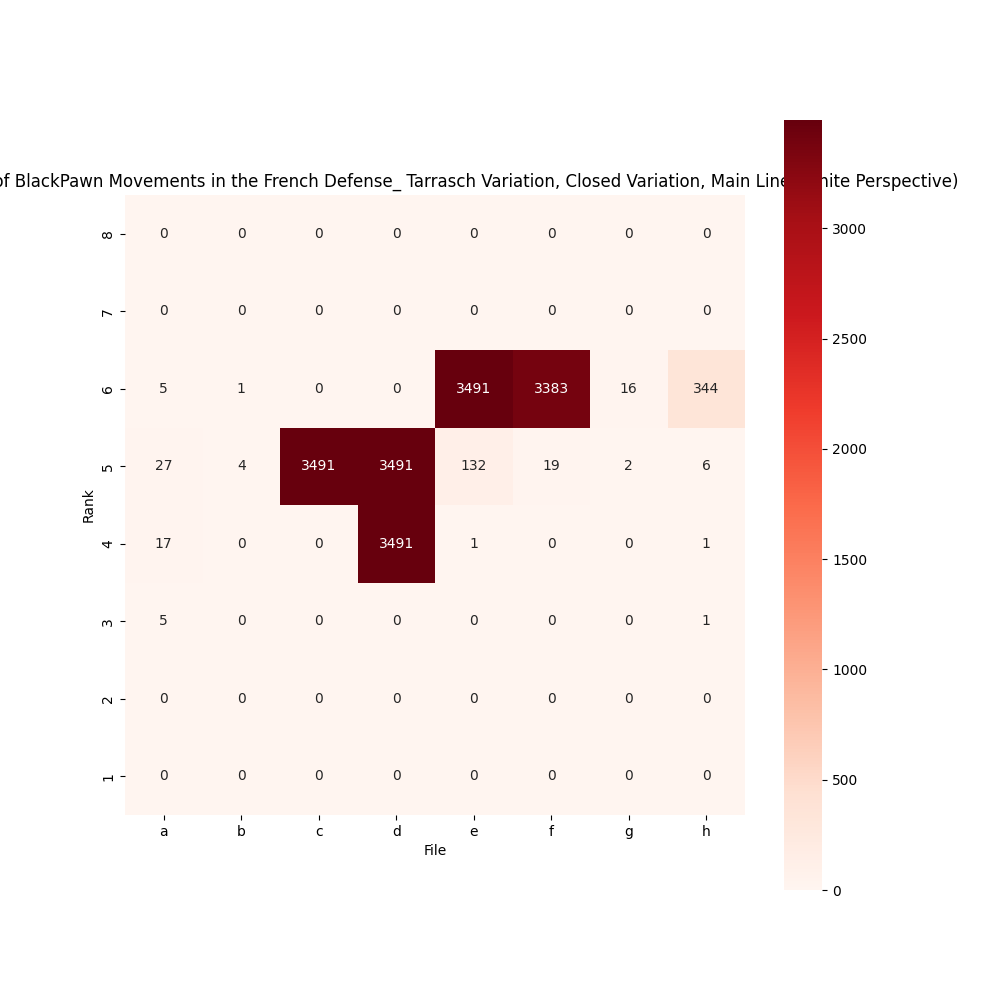 of BlackPawn Movements in the French Defense_ Tarrasch Variation, Closed Variation, Main Line hite Perspective)
8 0 0 0 0 0 0 0 0
7 0 0 0 0 0 0 0 0
6 5 1 0 0 3491 3383 16 344
5 27 4 3491 3491 132 19 2 6
4 17 0 0 3491 1 0 0 1
3 5 0 0 0 0 0 0 1
2 0 0 0 0 0 0 0 0
1 0 0 0 0 0 0 0 0
a b c d e f g h
File
Rank
3000
2500
2000
1500
1000
500
0